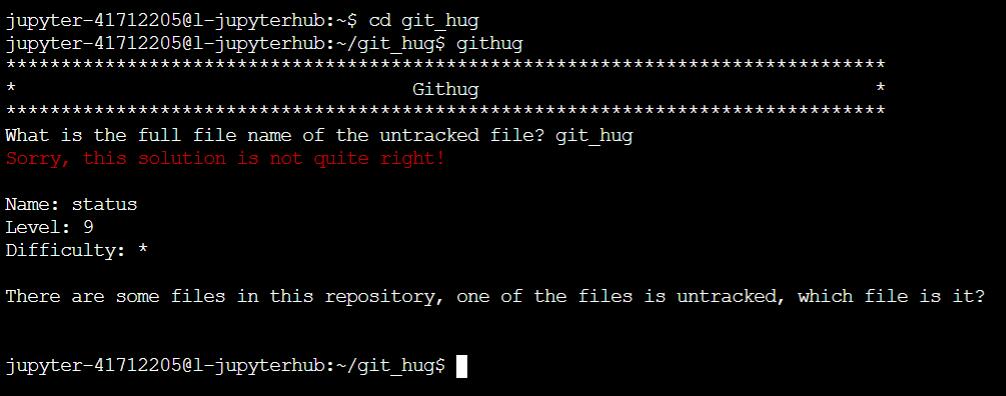 jupyter-41712205@l-jupyterhub:~$ cd git_hug
jupyter-41712205@l-jupyterhub:~/git_hug$ githug
********************************************************************************
*                                    Githug                                    *
********************************************************************************
What is the full file name of the untracked file? git_hug
Sorry, this solution is not quite right!
Name: status
Level: 9
Difficulty: *
There are some files in this repository, one of the files is untracked, which file is it?
jupyter-41712205@l-jupyterhub:~/git_hug$